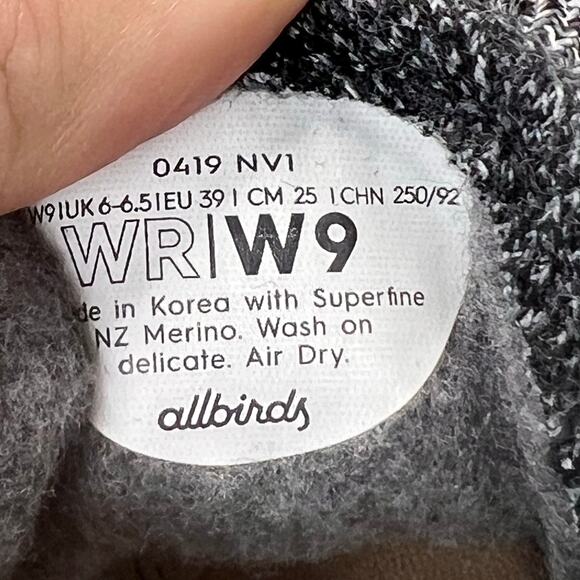 0419 NV1
W9 | UK 6-6.5 | EU 39 | CM 25 | CHN 250/92
WR|W9
de in Korea with Superfine
NZ Merino. Wash on
delicate. Air Dry.
allbirds